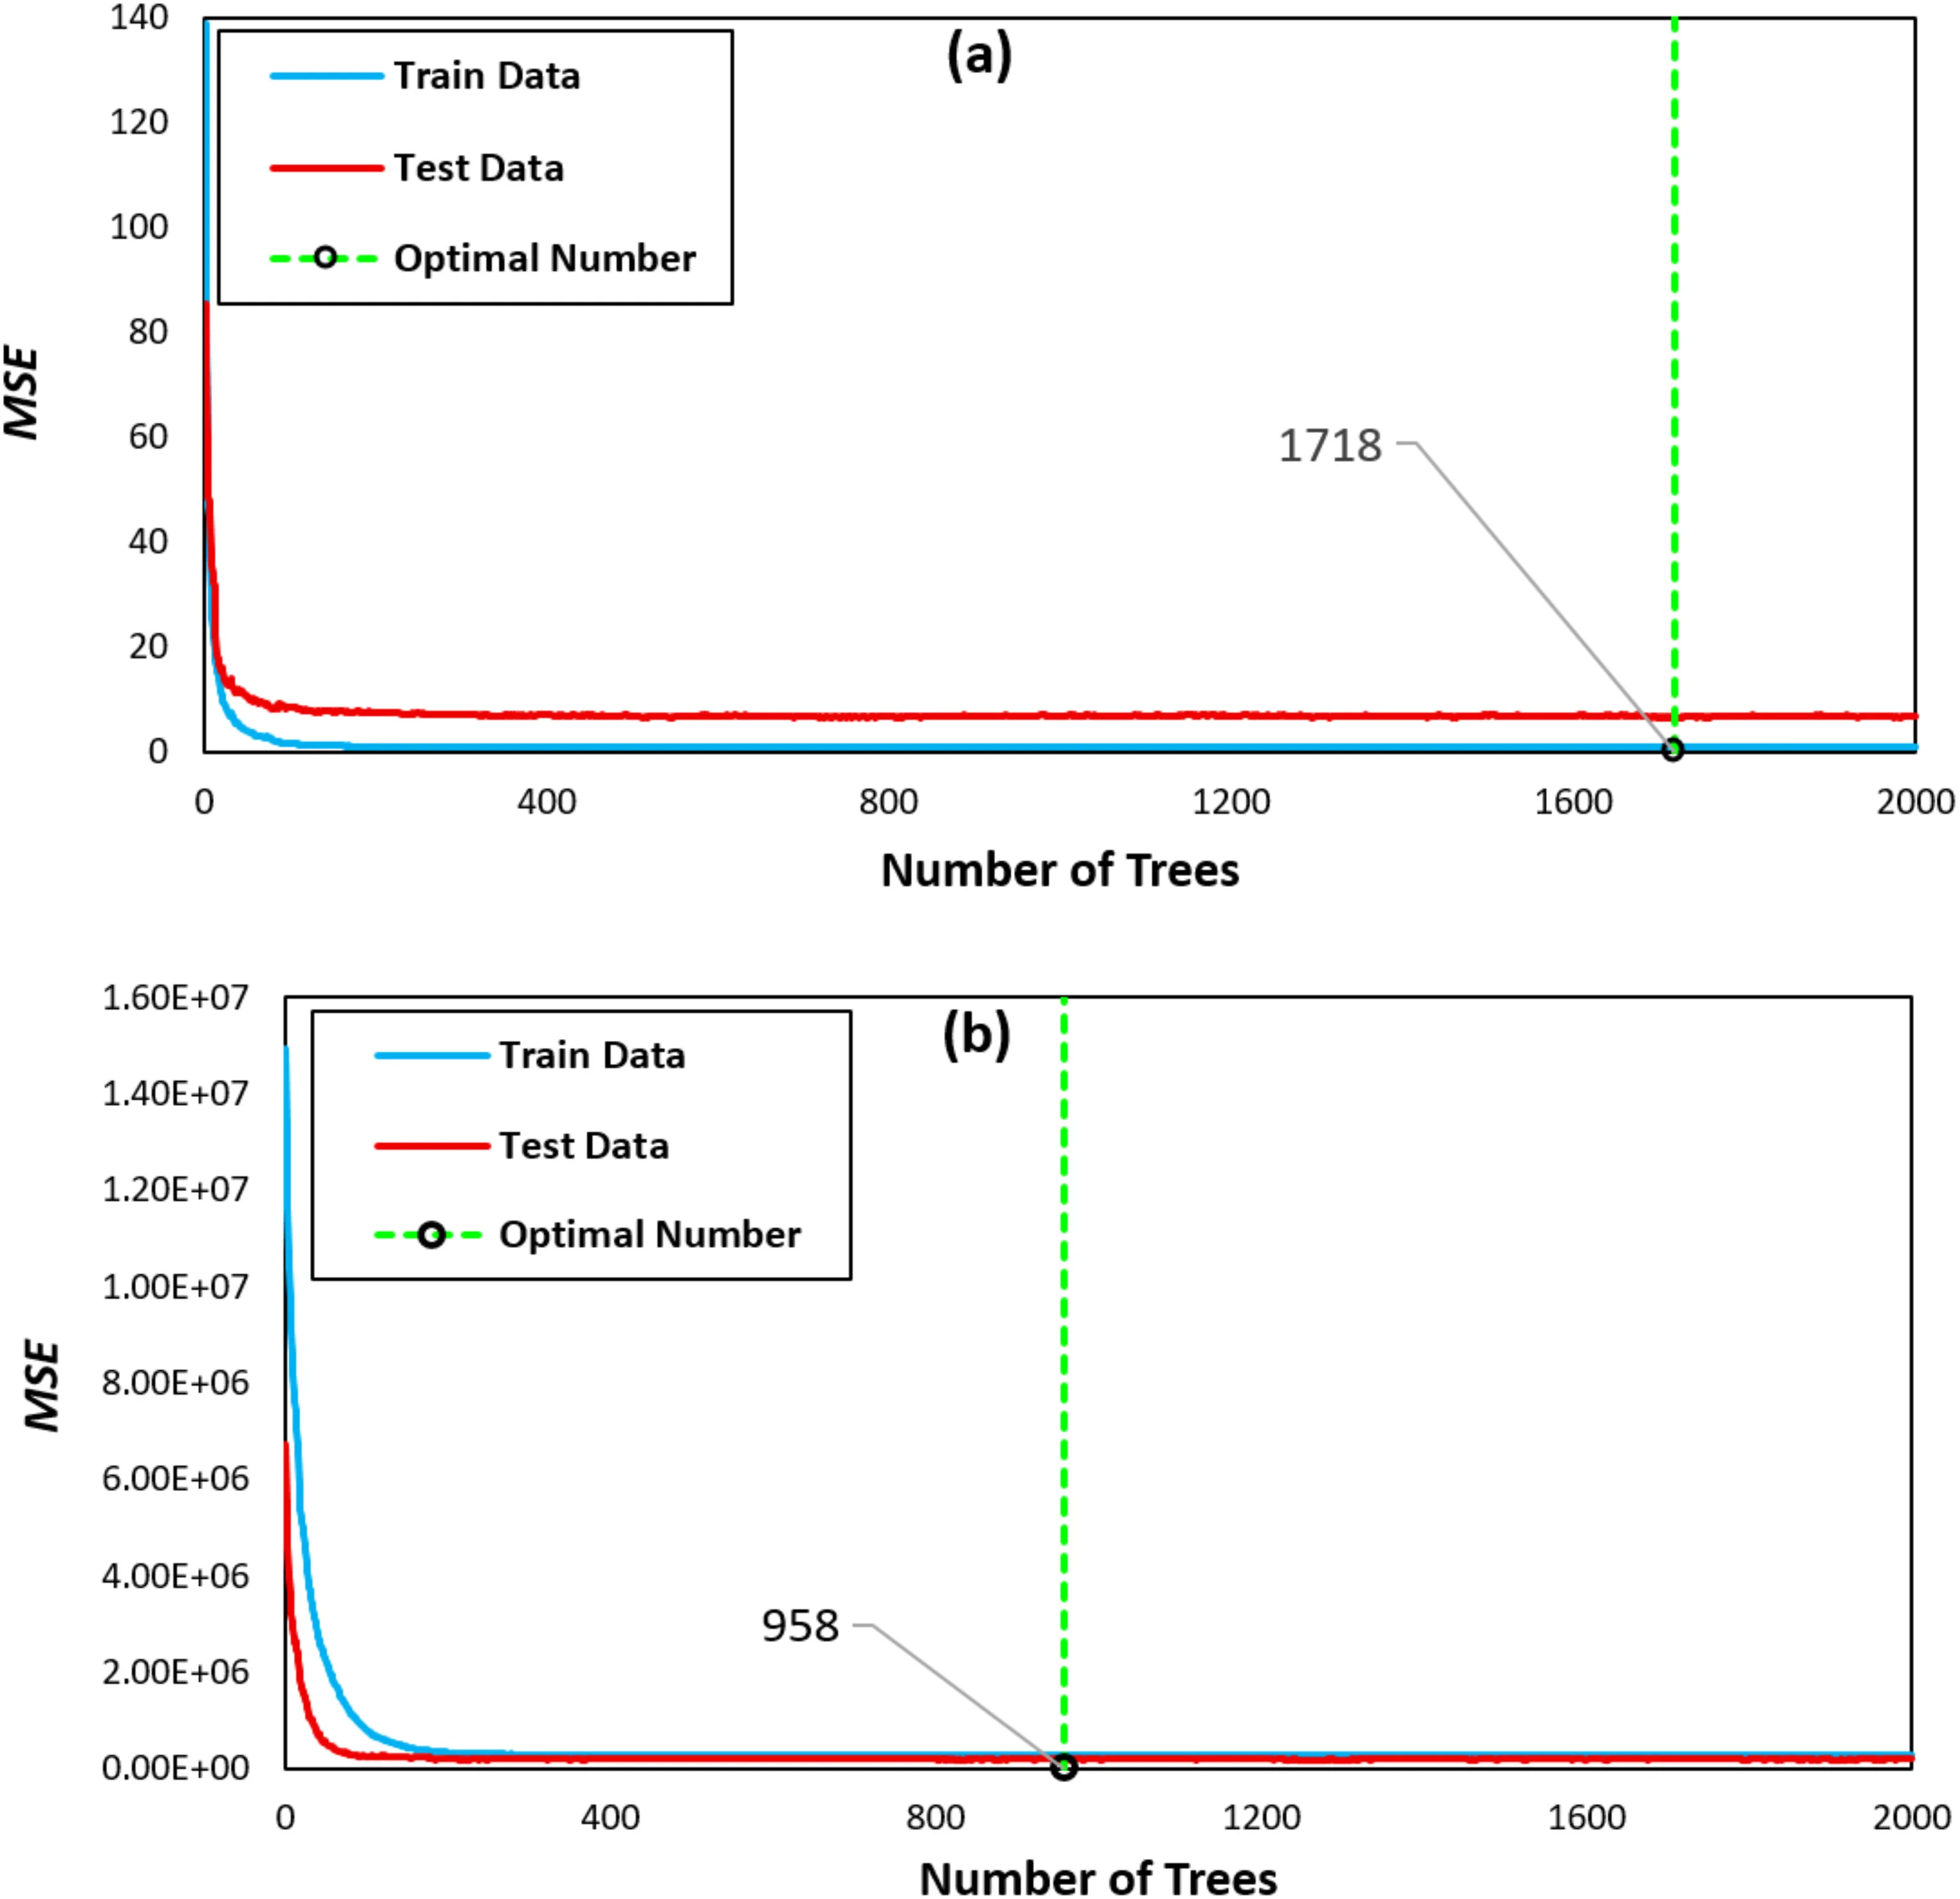 140
(a)
Train Data
120
Test Data
100
Optimal Number
80
MSE
60
1718
40
20
0
0 400 800 1200 1600 2000
Number of Trees
1.60E+07
(b)
Train Data
1.40E+07
Test Data
1.20E+07
Optimal Number
1.00E+07
8.00E+06
MSE
6.00E+06
4.00E+06
958
2.00E+06
0.00E+00
0 400 800 1200 1600 2000
Number of Trees